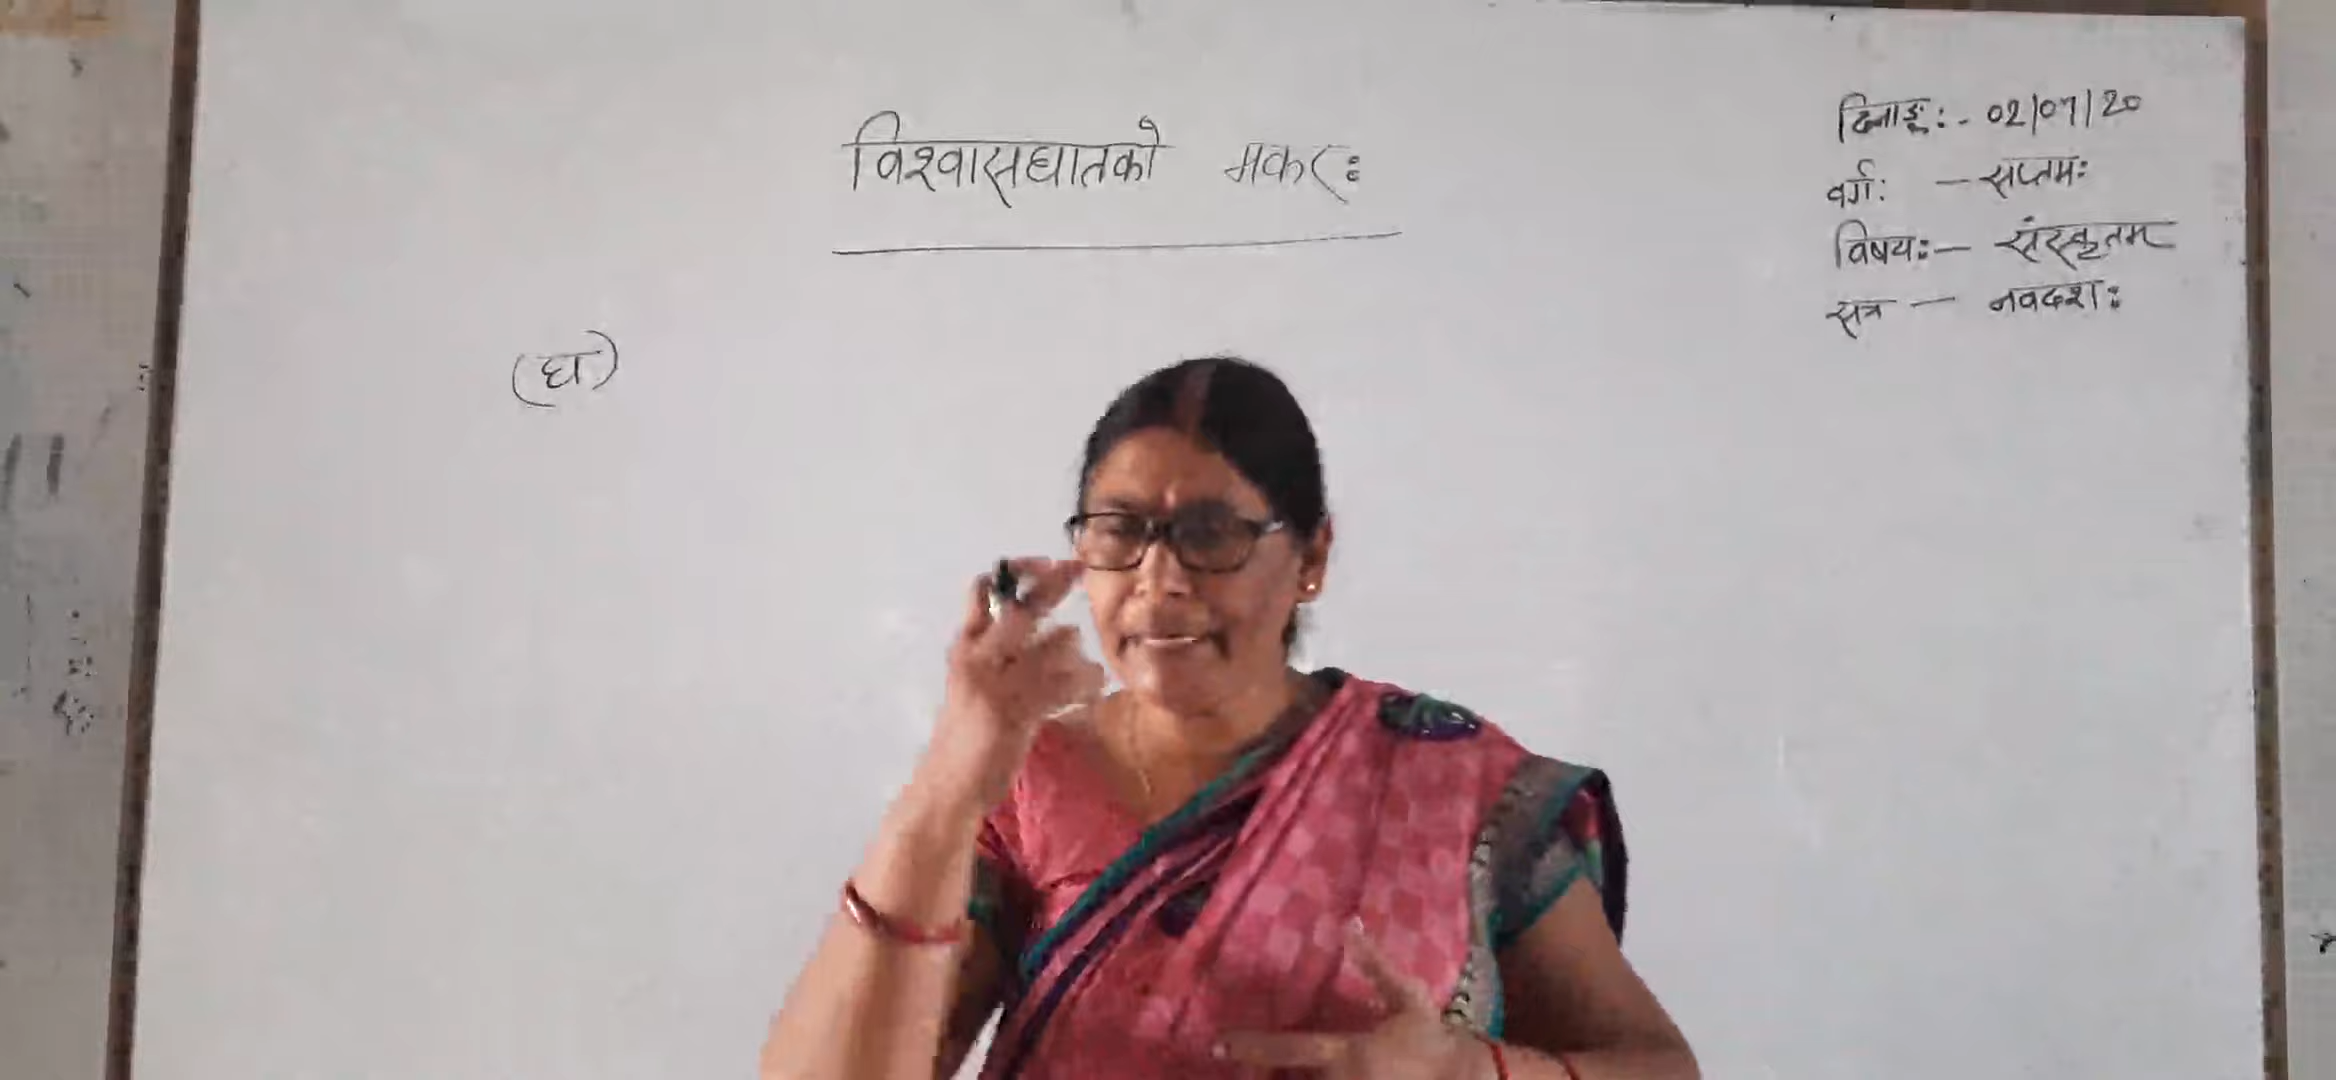 विश्वासघातको मकरः
दिनाङ्कः- 02/07/20
वर्गः - सप्तमः
विषयः- संस्कृतम्
सत्र - नवदशः
(घ)